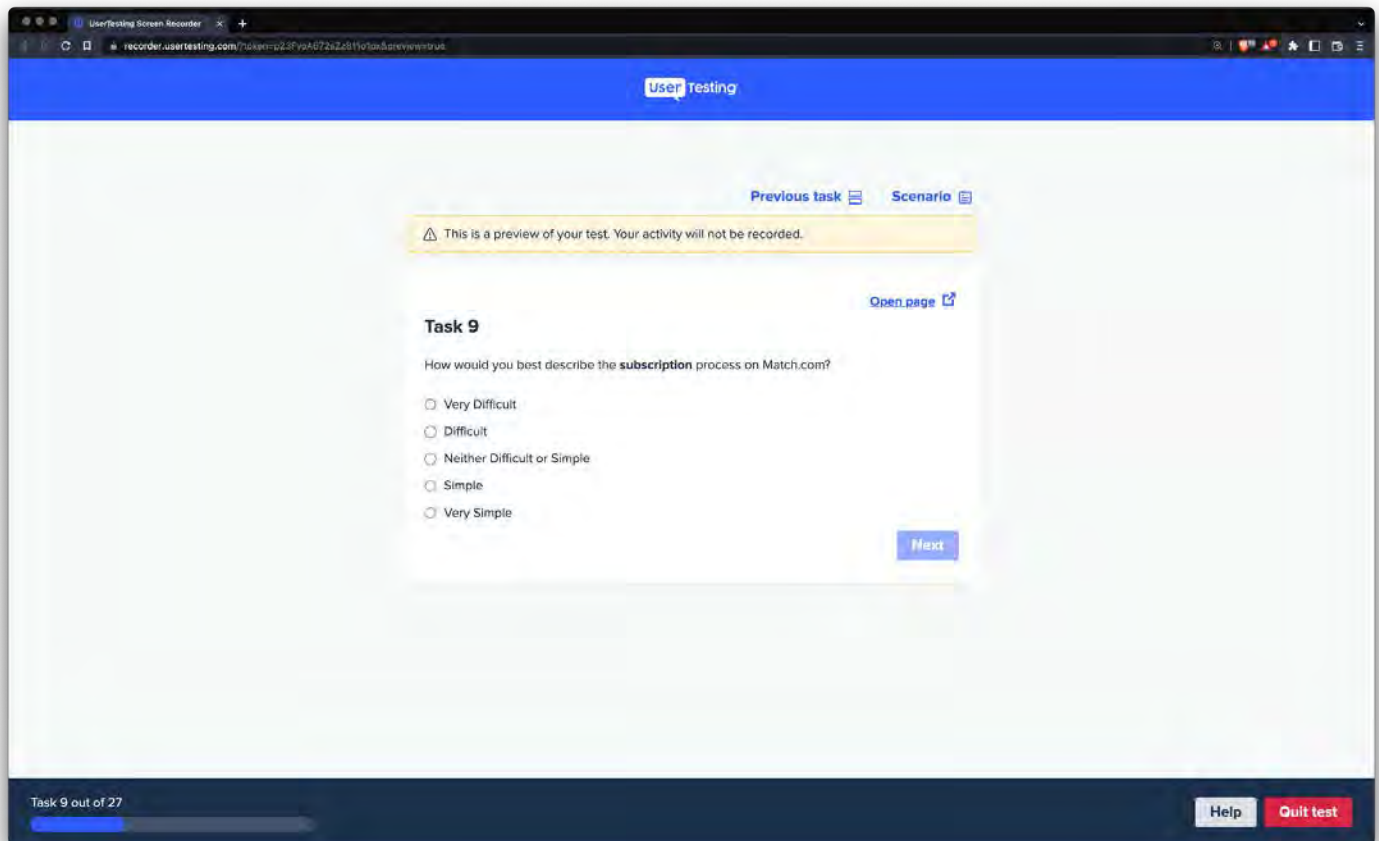 UserTesting Screen Recorder
recorder.usertesting.com/
User Testing
Previous task
Scenario
This is a preview of your test. Your activity will not be recorded.
Open page
Task 9
How would you best describe the subscription process on Match.com?
Very Difficult
Difficult
Neither Difficult or Simple
Simple
Very Simple
Next
Task 9 out of 27
Help
Quit test